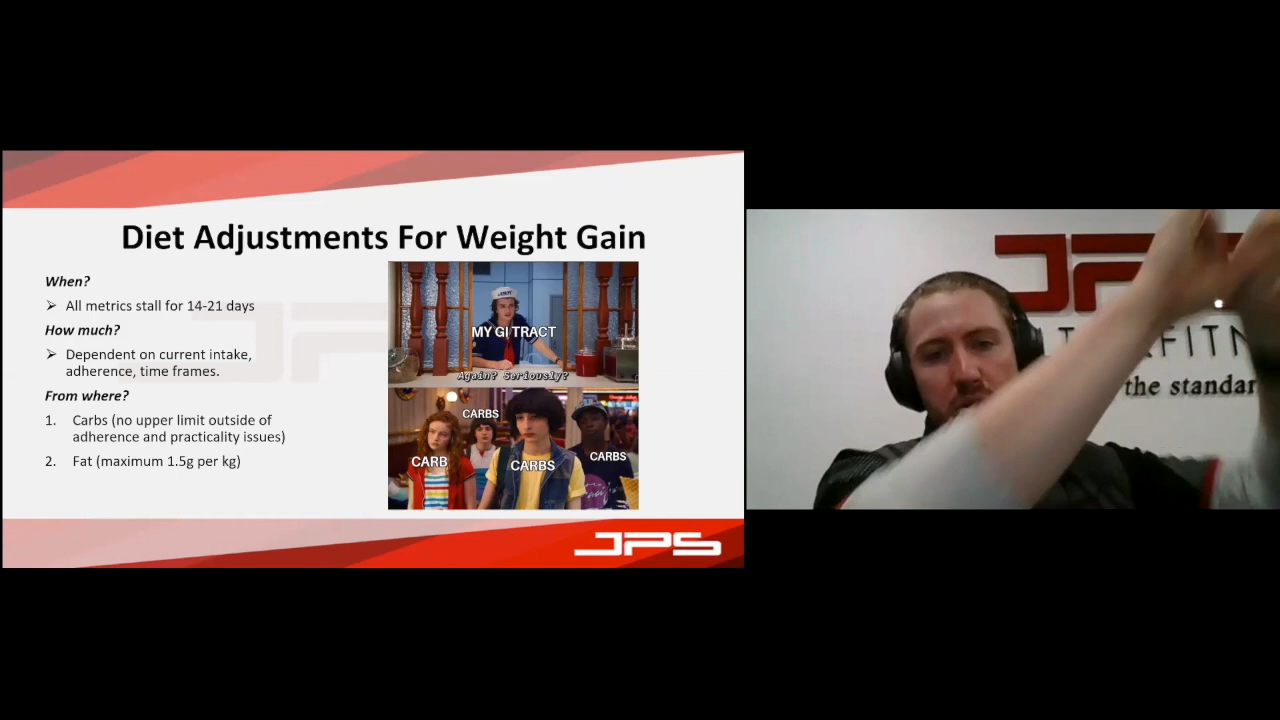 Diet Adjustments For Weight Gain
When?
➢ All metrics stall for 14-21 days
How much?
➢ Dependent on current intake,
adherence, time frames.
From where?
1. Carbs (no upper limit outside of
adherence and practicality issues)
2. Fat (maximum 1.5g per kg)
MY GI TRACT
Again? Seriously?
CARBS
CARB
CARBS
CARBS
JPS
JPS
the standar